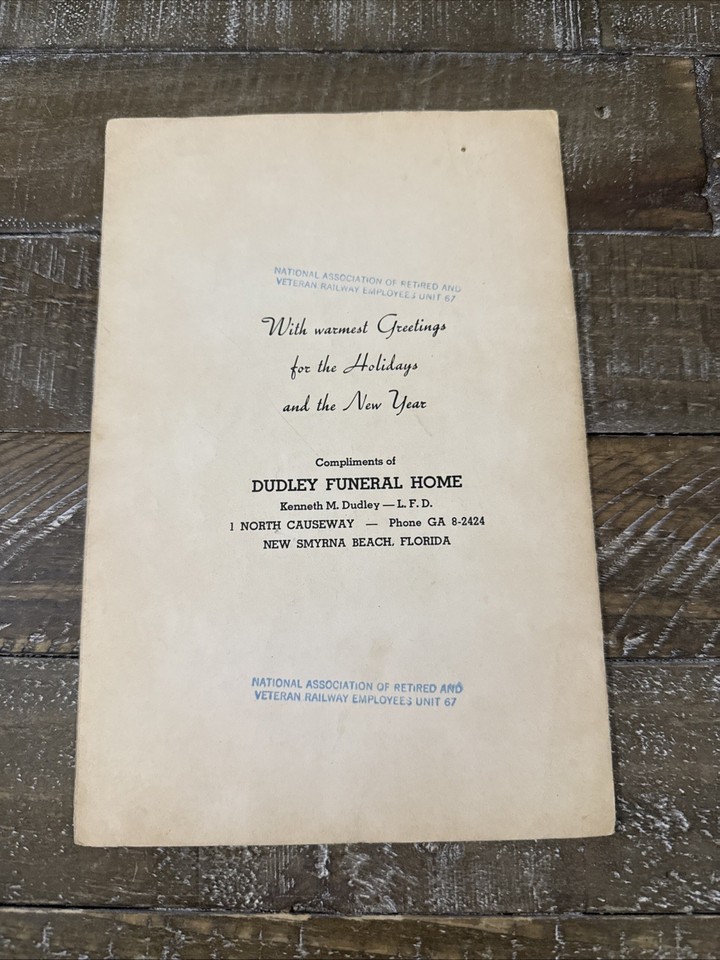 NATIONAL ASSOCIATION OF RETIRED AND
VETERAN RAILWAY EMPLOYEES UNIT 67
With warmest Greetings
for the Holidays
and the New Year
Compliments of
DUDLEY FUNERAL HOME
Kenneth M. Dudley — L. F. D.
1 NORTH CAUSEWAY — Phone GA 8-2424
NEW SMYRNA BEACH, FLORIDA
NATIONAL ASSOCIATION OF RETIRED AND
VETERAN RAILWAY EMPLOYEES UNIT 67